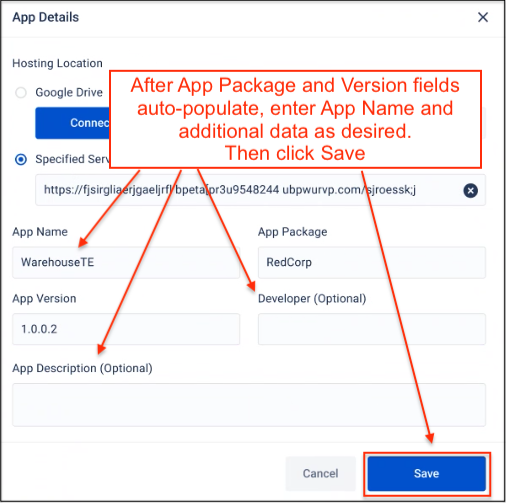 App Details
Hosting Location
Google Drive
Connec
After App Package and Version fields
auto-populate, enter App Name and
additional data as desired.
Then click Save
Specified Serv
https://fjsirgliaerjgaeljrfl bpeta[pr3u9548244 ubpwurvp.com/sjroessk;j
App Name
App Package
WarehouseTE
RedCorp
App Version
Developer (Optional)
1.0.0.2
App Description (Optional)
Cancel
Save